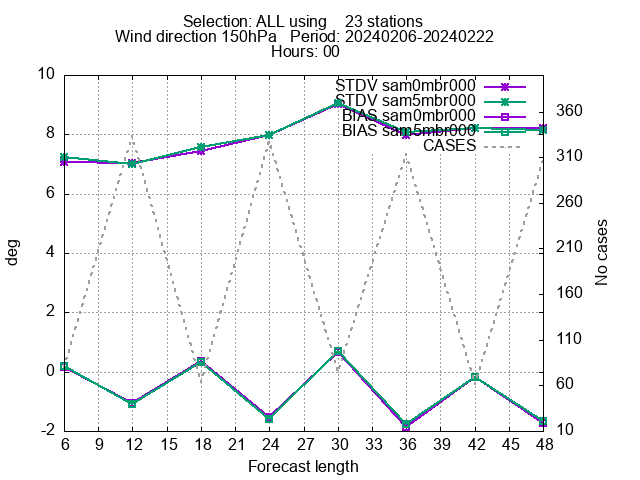 Selection: ALL using    23 stations
Wind direction 150hPa   Period: 20240206-20240222
Hours: 00
STDV sam0mbr000
STDV sam5mbr000
BIAS sam0mbr000
BIAS sam5mbr000
CASES
10
8
6
4
2
0
-2
deg
360
310
260
210
160
110
60
10
No cases
6 9 12 15 18 21 24 27 30 33 36 39 42 45 48
Forecast length